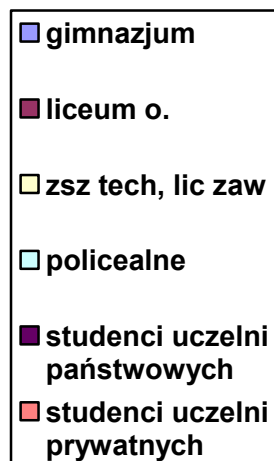 gimnazjum
liceum o.
zsz tech, lic zaw
policealne
studenci uczelni
państwowych
studenci uczelni
prywatnych